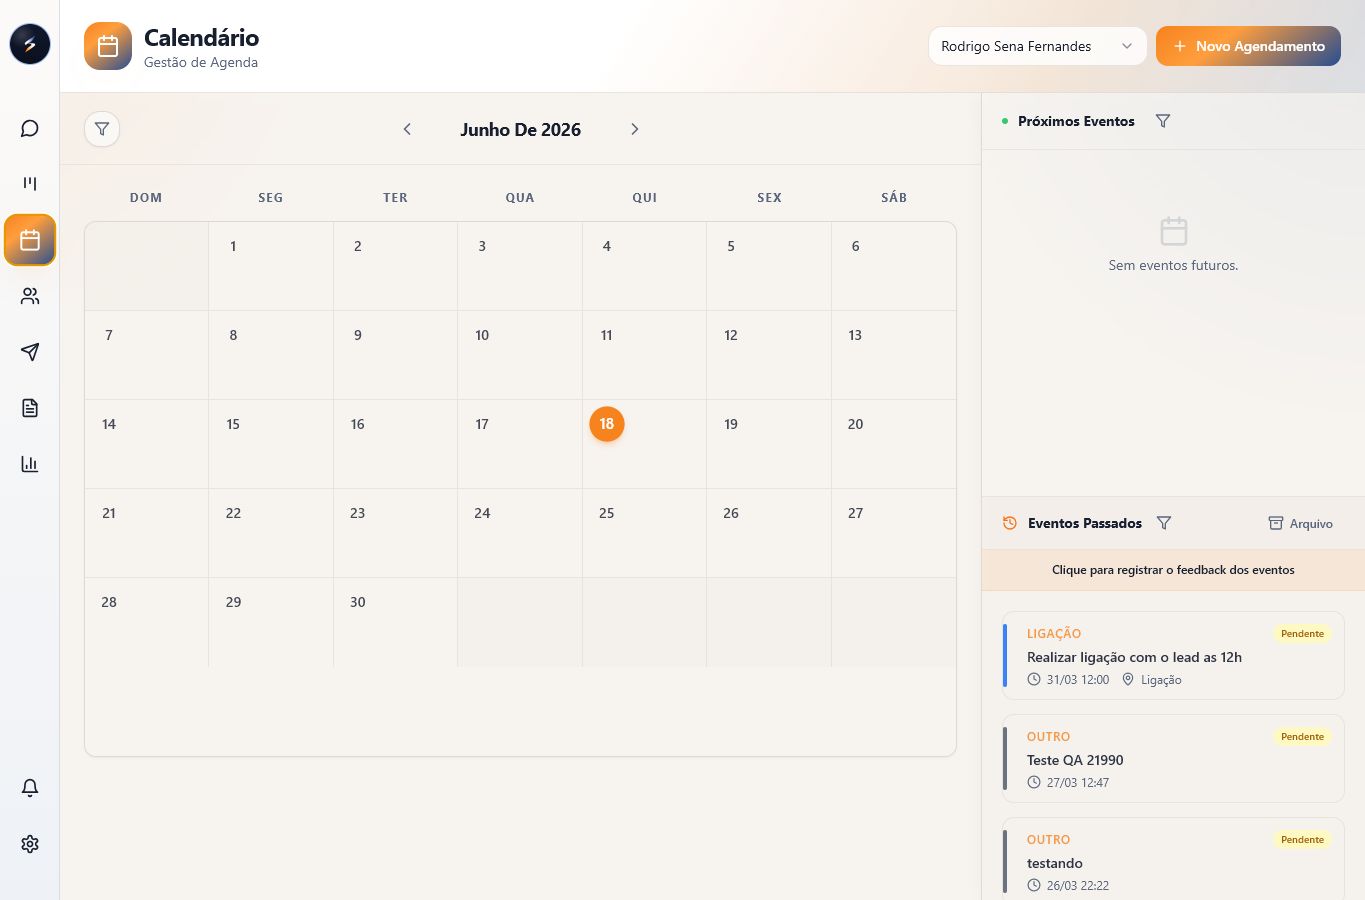 Calendário
Gestão de Agenda
Rodrigo Sena Fernandes
Novo Agendamento
Junho De 2026
DOM SEG TER QUA QUI SEX SÁB
1 2 3 4 5 6
7 8 9 10 11 12 13
14 15 16 17 18 19 20
21 22 23 24 25 26 27
28 29 30
Próximos Eventos
Sem eventos futuros.
Eventos Passados
Arquivo
Clique para registrar o feedback dos eventos
LIGAÇÃO
Pendente
Realizar ligação com o lead as 12h
31/03 12:00 Ligação
OUTRO
Pendente
Teste QA 21990
27/03 12:47
OUTRO
Pendente
testando
26/03 22:22